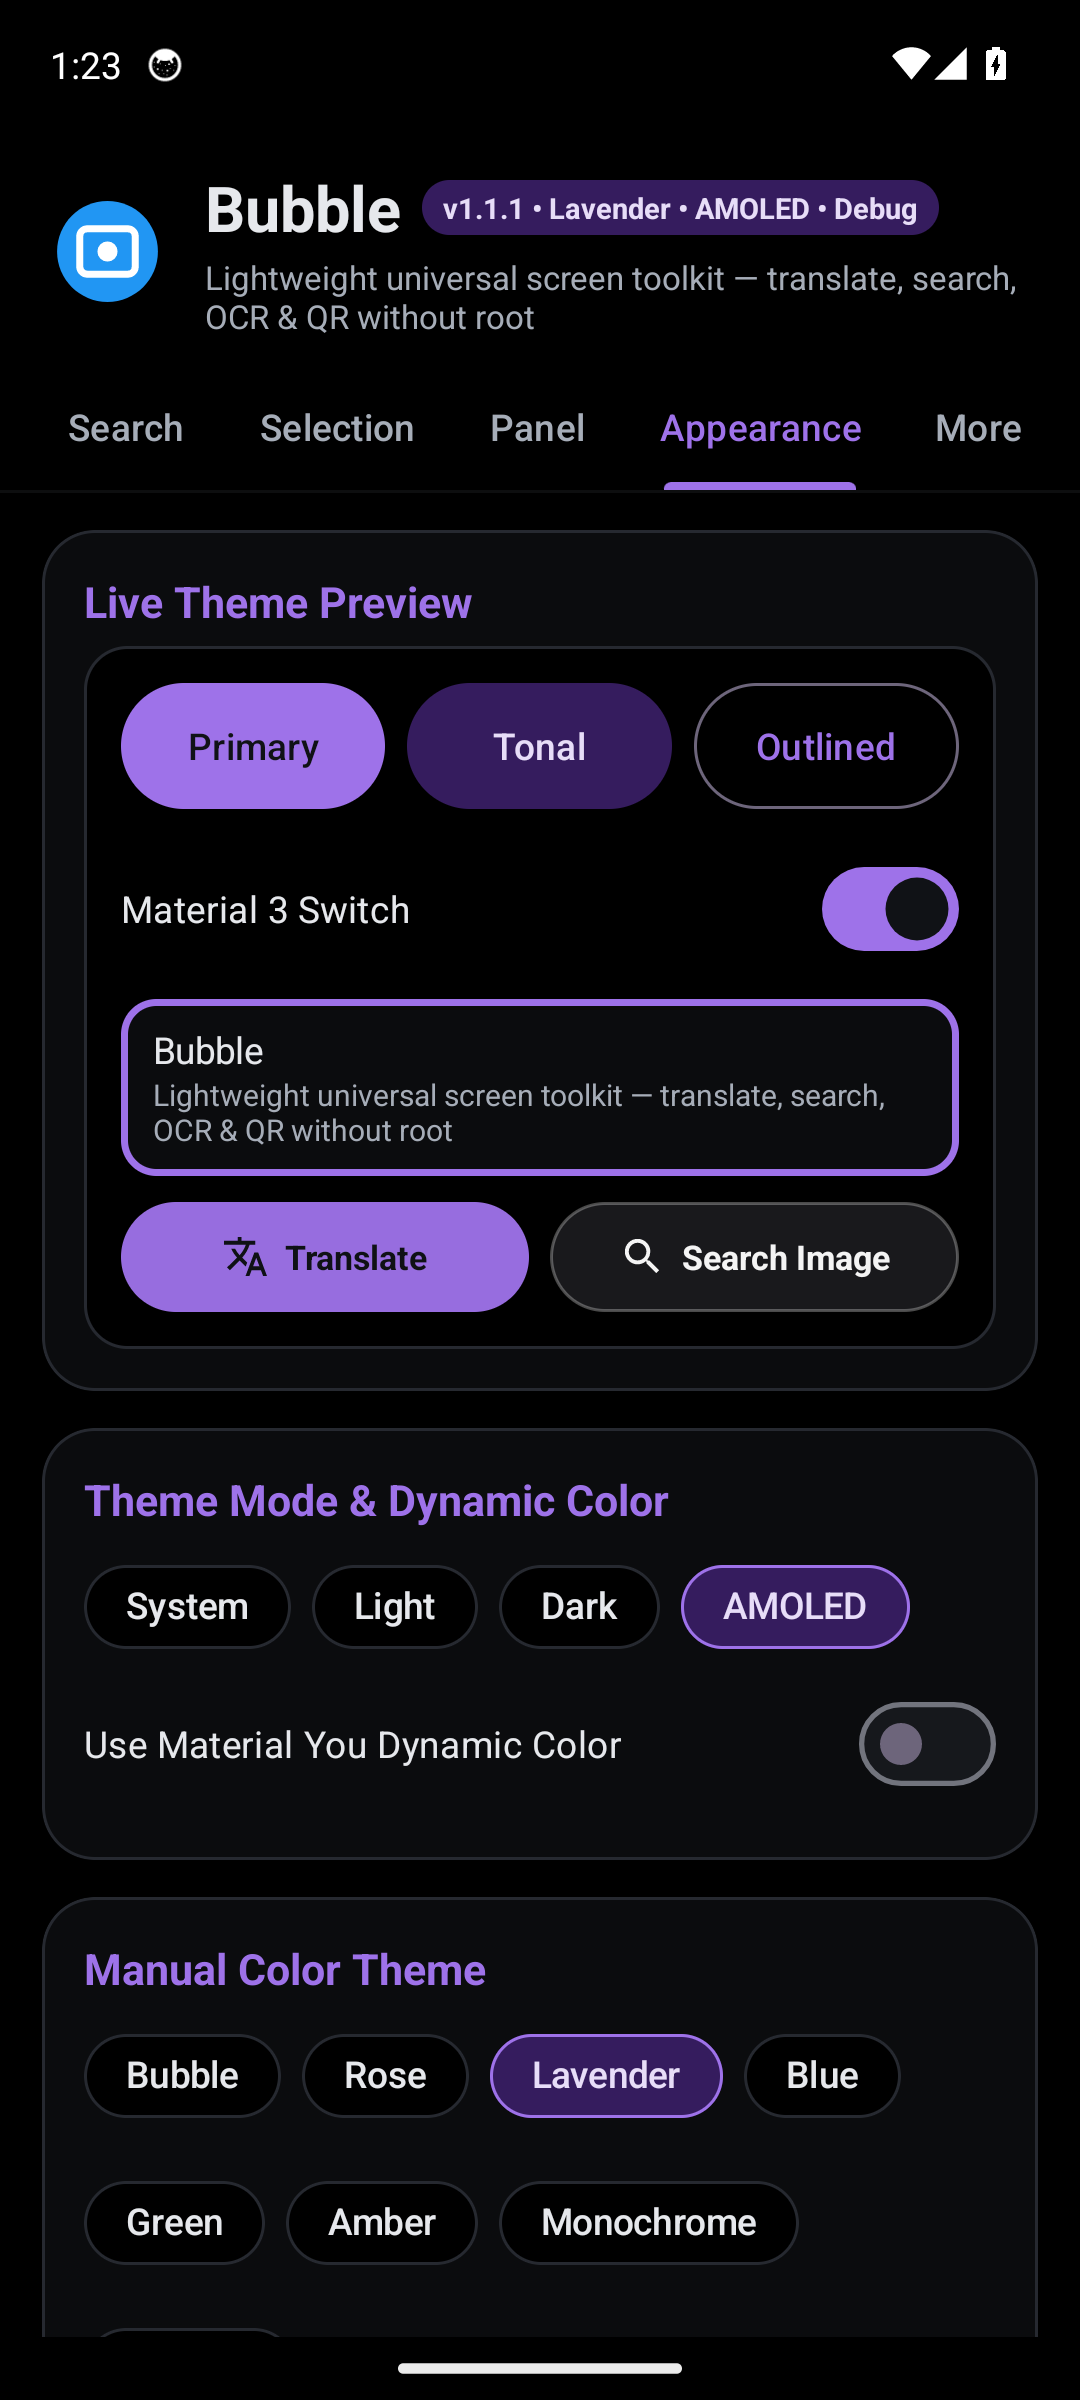 1:23
Bubble
v1.1.1 • Lavender • AMOLED • Debug
Lightweight universal screen toolkit — translate, search,
OCR & QR without root
Search
Selection
Panel
Appearance
More
Live Theme Preview
Primary
Tonal
Outlined
Material 3 Switch
Bubble
Lightweight universal screen toolkit — translate, search,
OCR & QR without root
Translate
Search Image
Theme Mode & Dynamic Color
System
Light
Dark
AMOLED
Use Material You Dynamic Color
Manual Color Theme
Bubble
Rose
Lavender
Blue
Green
Amber
Monochrome